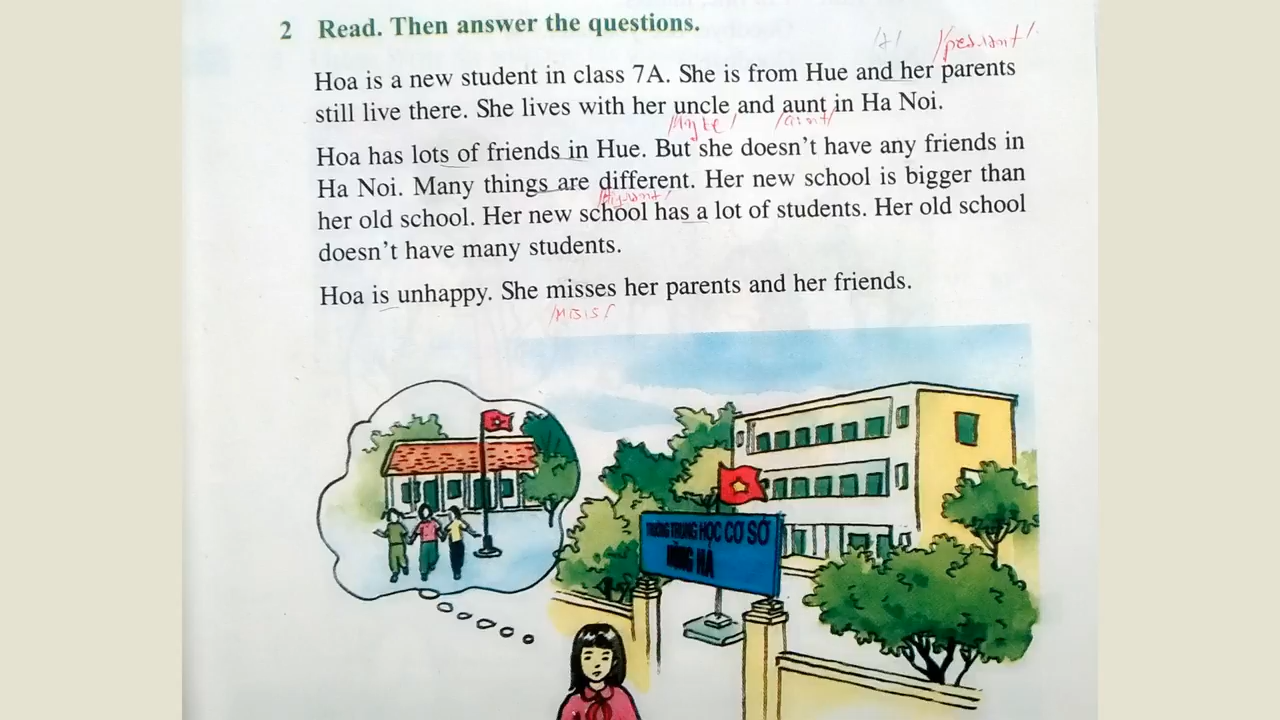 2 Read. Then answer the questions.
Hoa is a new student in class 7A. She is from Hue and her parents
still live there. She lives with her uncle and aunt in Ha Noi.
Hoa has lots of friends in Hue. But she doesn't have any friends in
Ha Noi. Many things are different. Her new school is bigger than
her old school. Her new school has a lot of students. Her old school
doesn't have many students.
Hoa is unhappy. She misses her parents and her friends.
TRƯỜNG TRUNG HỌC CƠ SỞ